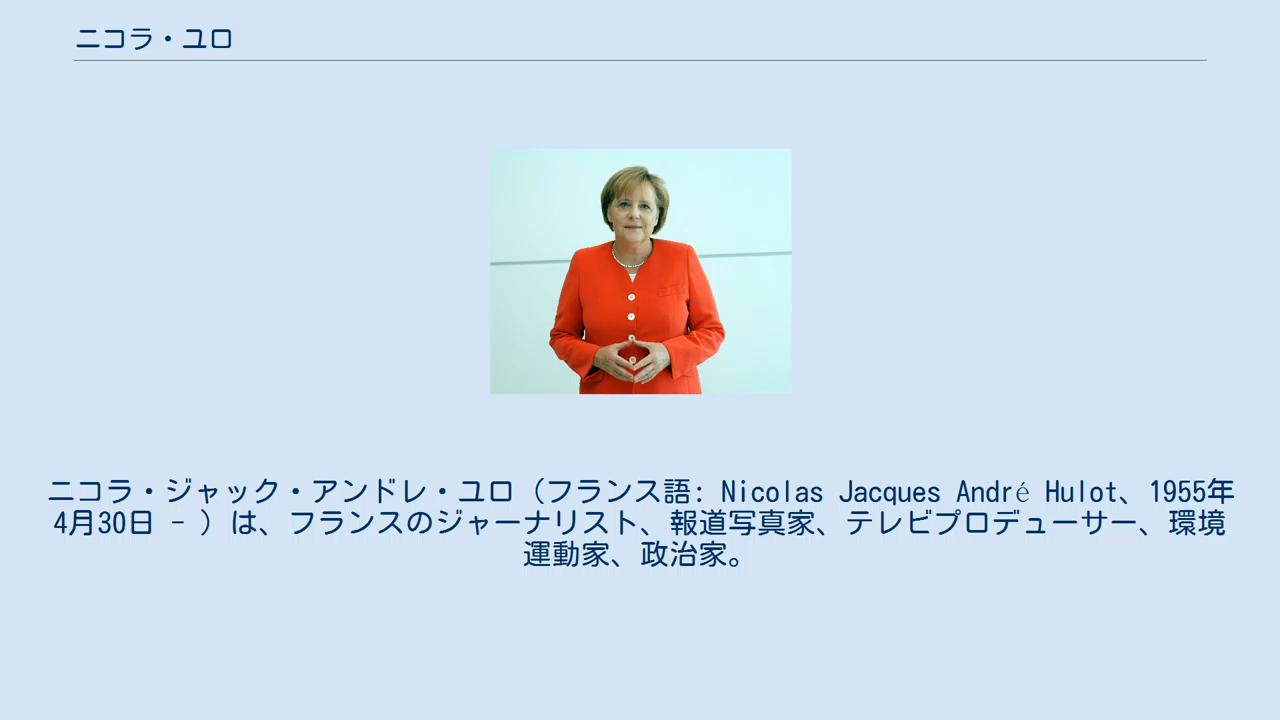 ニコラ・ユロ
ニコラ・ジャック・アンドレ・ユロ（フランス語: Nicolas Jacques André Hulot、1955年
4月30日 - ）は、フランスのジャーナリスト、報道写真家、テレビプロデューサー、環境
運動家、政治家。